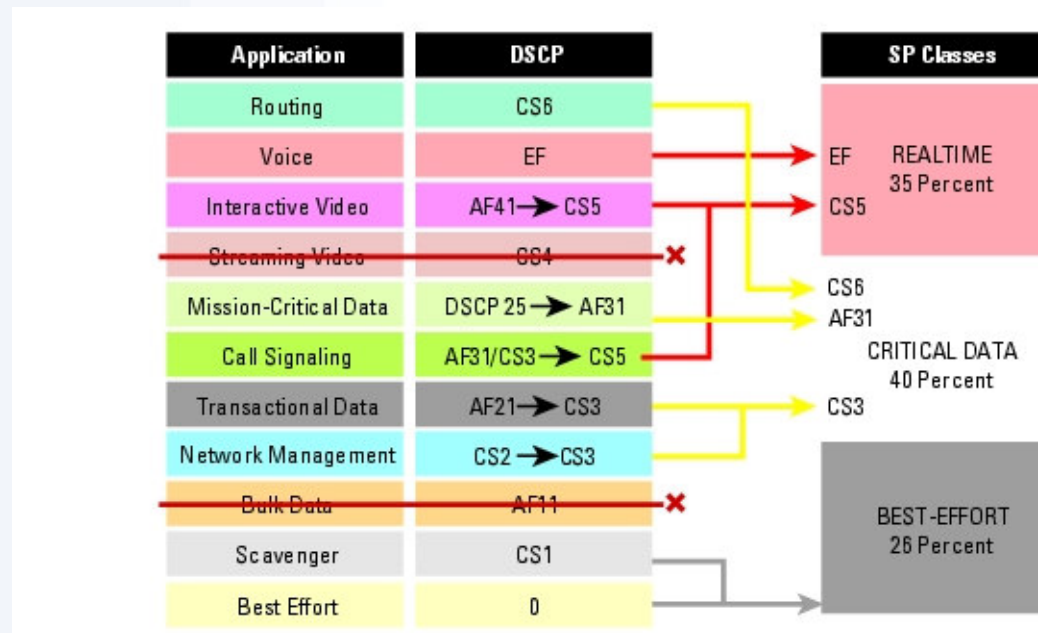 Application DSCP SP Classes
Routing CS6
Voice EF EF REALTIME
35 Percent
Interactive Video AF41 CS5 CS5
Streaming Video CS4
CS6
Mission-Critical Data DSCP 25 AF31 AF31
Call Signaling AF31/CS3 CS5 CRITICAL DATA
40 Percent
Transactional Data AF21 CS3 CS3
Network Management CS2 CS3
Bulk Data AF11
BEST-EFFORT
26 Percent
Scavenger CS1
Best Effort 0